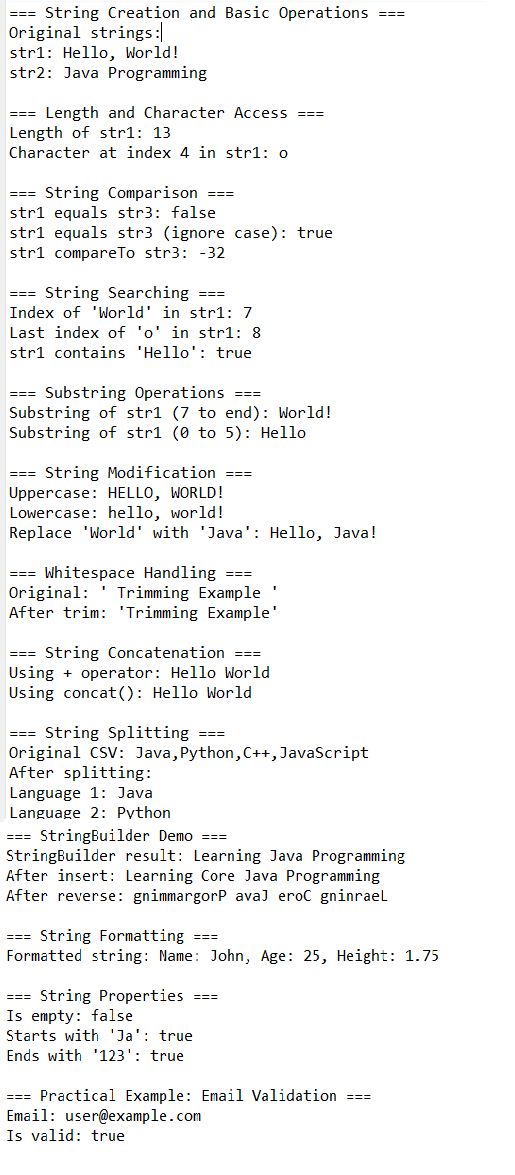 === String Creation and Basic Operations ===
Original strings:
str1: Hello, World!
str2: Java Programming
=== Length and Character Access ===
Length of str1: 13
Character at index 4 in str1: o
=== String Comparison ===
str1 equals str3: false
str1 equals str3 (ignore case): true
str1 compareTo str3: -32
=== String Searching ===
Index of 'World' in str1: 7
Last index of 'o' in str1: 8
str1 contains 'Hello': true
=== Substring Operations ===
Substring of str1 (7 to end): World!
Substring of str1 (0 to 5): Hello
=== String Modification ===
Uppercase: HELLO, WORLD!
Lowercase: hello, world!
Replace 'World' with 'Java': Hello, Java!
=== Whitespace Handling ===
Original: ' Trimming Example '
After trim: 'Trimming Example'
=== String Concatenation ===
Using + operator: Hello World
Using concat(): Hello World
=== String Splitting ===
Original CSV: Java,Python,C++,JavaScript
After splitting:
Language 1: Java
Language 2: Python
=== StringBuilder Demo ===
StringBuilder result: Learning Java Programming
After insert: Learning Core Java Programming
After reverse: gnimmargorP avaJ eroC gninraeL
=== String Formatting ===
Formatted string: Name: John, Age: 25, Height: 1.75
=== String Properties ===
Is empty: false
Starts with 'Ja': true
Ends with '123': true
=== Practical Example: Email Validation ===
Email: user@example.com
Is valid: true